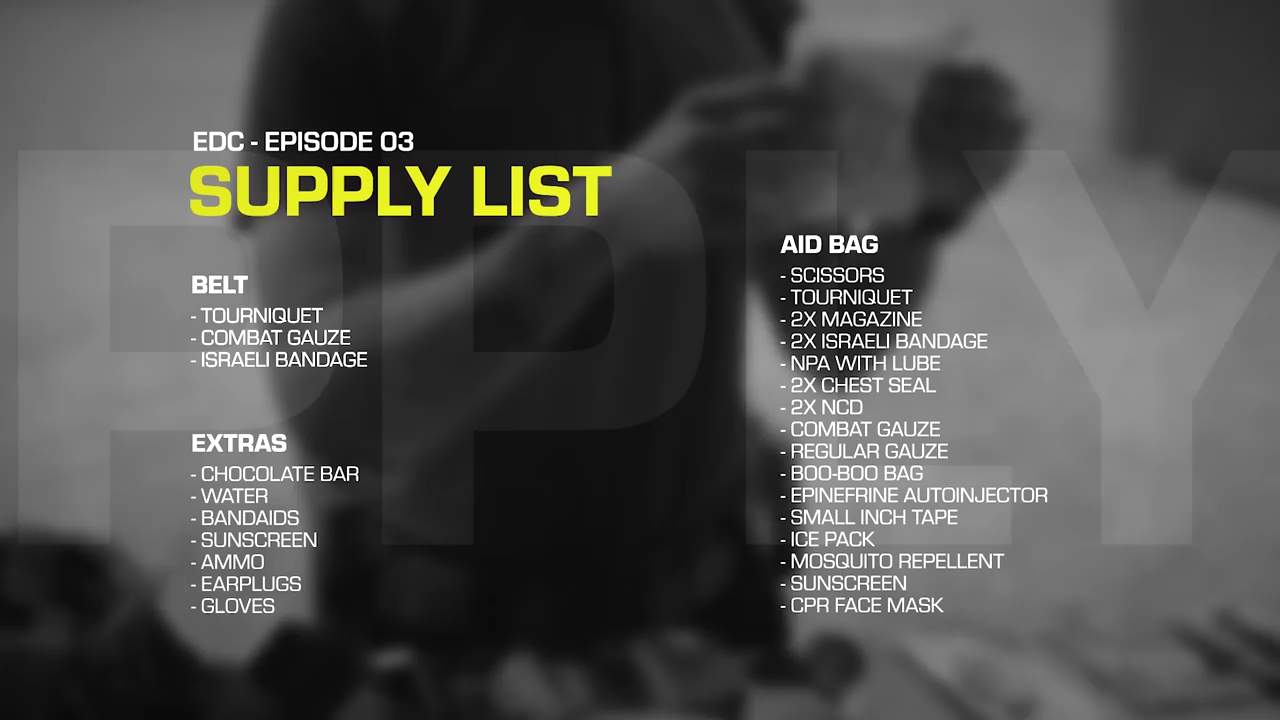 EDC - EPISODE 03
SUPPLY LIST
BELT
- TOURNIQUET
- COMBAT GAUZE
- ISRAELI BANDAGE
EXTRAS
- CHOCOLATE BAR
- WATER
- BANDAIDS
- SUNSCREEN
- AMMO
- EARPLUGS
- GLOVES
AID BAG
- SCISSORS
- TOURNIQUET
- 2X MAGAZINE
- 2X ISRAELI BANDAGE
- NPA WITH LUBE
- 2X CHEST SEAL
- 2X NCD
- COMBAT GAUZE
- REGULAR GAUZE
- BOO-BOO BAG
- EPINEFRINE AUTOINJECTOR
- SMALL INCH TAPE
- ICE PACK
- MOSQUITO REPELLENT
- SUNSCREEN
- CPR FACE MASK
PPLY